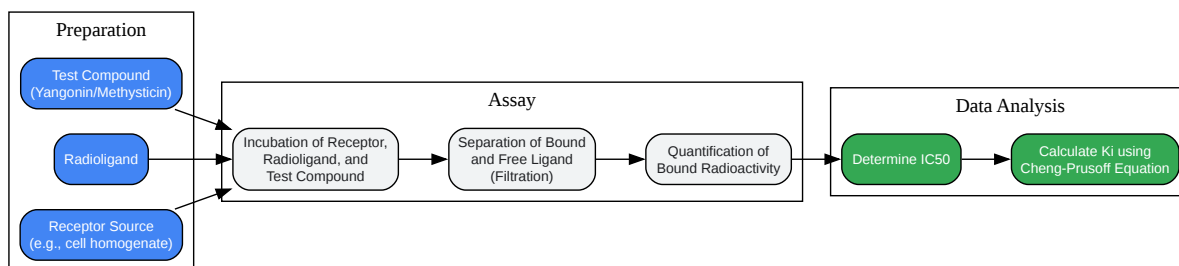 Preparation
Test Compound
(Yangonin/Methysticin)
Radioligand
Receptor Source
(e.g., cell homogenate)
Assay
Incubation of Receptor,
Radioligand, and
Test Compound
Separation of Bound
and Free Ligand
(Filtration)
Quantification of
Bound Radioactivity
Data Analysis
Determine IC50
Calculate Ki using
Cheng-Prusoff Equation